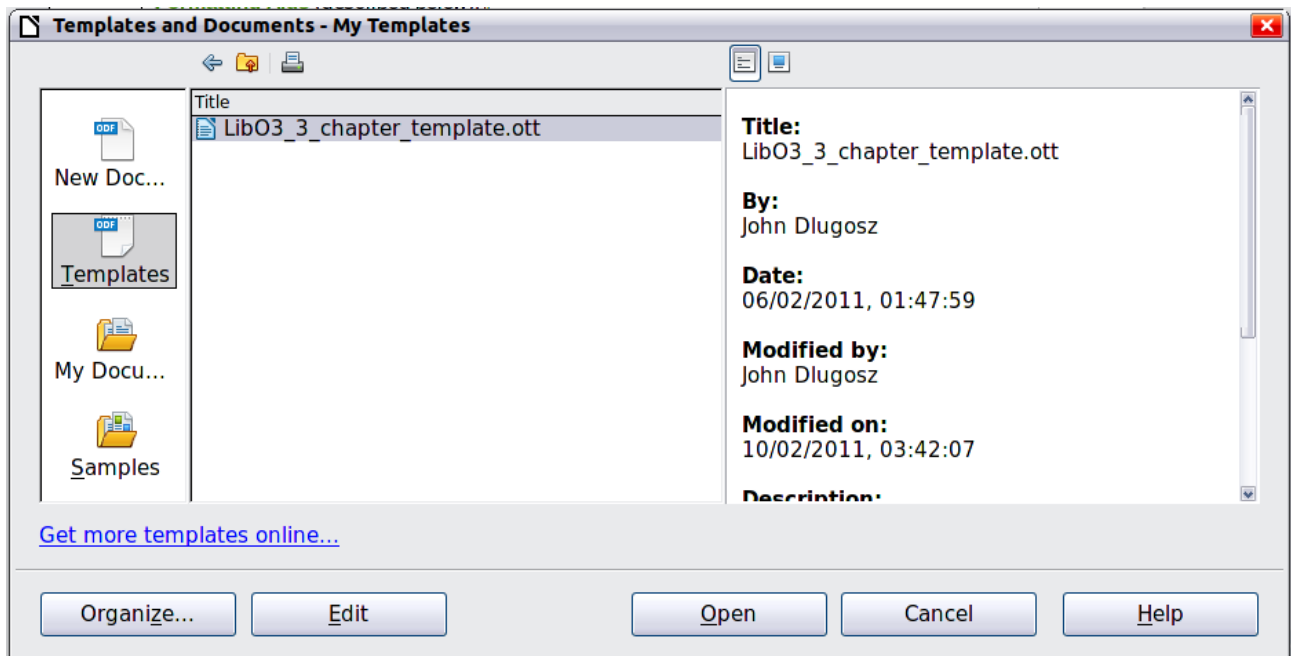 Templates and Documents - My Templates
Title
LibO3_3_chapter_template.ott
ODF
New Doc...
ODF
Templates
My Docu...
Samples
Title:
LibO3_3_chapter_template.ott
By:
John Dlugosz
Date:
06/02/2011, 01:47:59
Modified by:
John Dlugosz
Modified on:
10/02/2011, 03:42:07
Description:
Get more templates online...
Organize...
Edit
Open
Cancel
Help